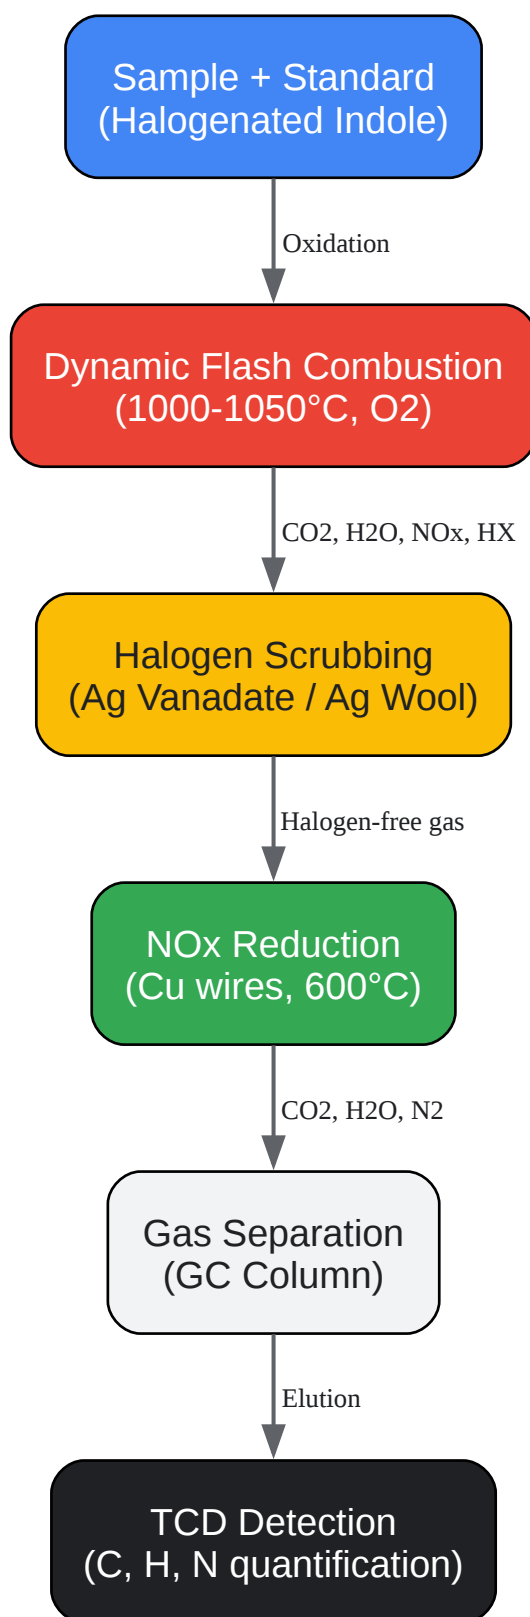 Sample + Standard
(Halogenated Indole)
Oxidation
Dynamic Flash Combustion
(1000-1050°C, O2)
CO2, H2O, NOx, HX
Halogen Scrubbing
(Ag Vanadate / Ag Wool)
Halogen-free gas
NOx Reduction
(Cu wires, 600°C)
CO2, H2O, N2
Gas Separation
(GC Column)
Elution
TCD Detection
(C, H, N quantification)